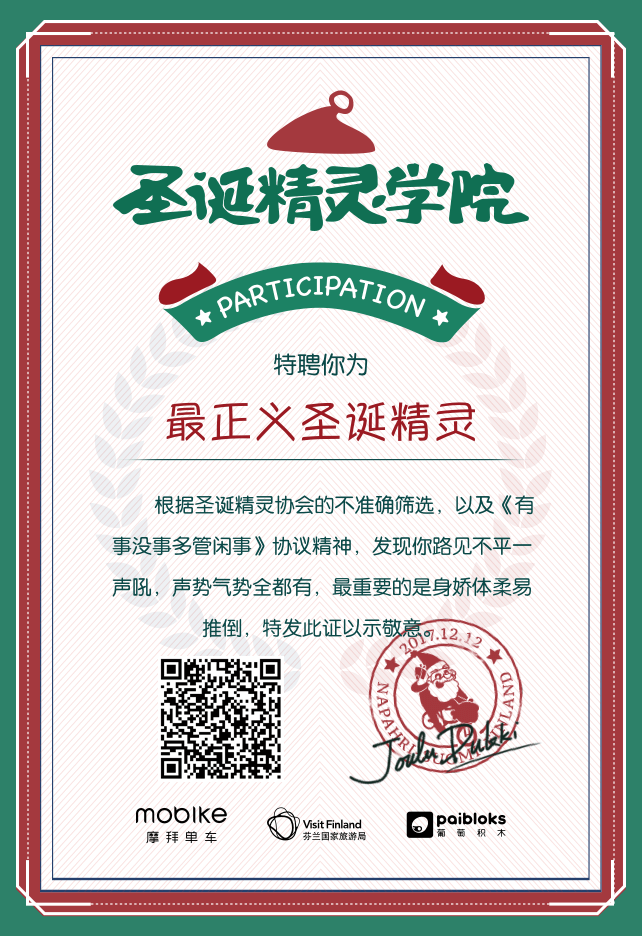 圣诞精灵学院
PARTICIPATION
特聘你为
最正义圣诞精灵
根据圣诞精灵协会的不准确筛选，以及《有
事没事多管闲事》协议精神，发现你路见不平一
声吼，声势气势全都有，最重要的是身娇体柔易
推倒，特发此证以示敬意。
2017.12.12
mobike
摩拜单车
Visit Finland
芬兰国家旅游局
paibloks
葡萄积木